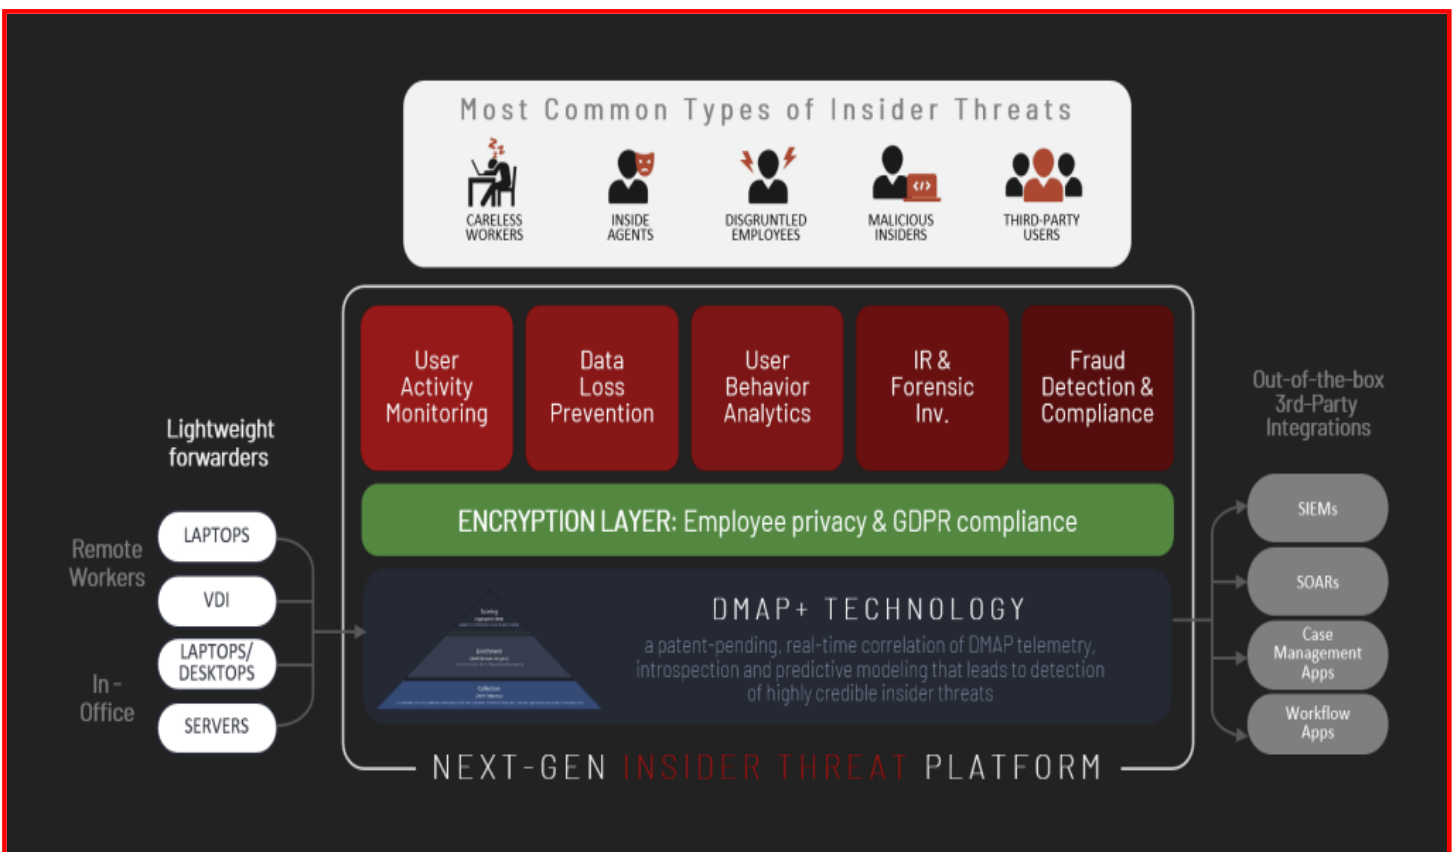 Most Common Types of Insider Threats
CARELESS
WORKERS
INSIDE
AGENTS
DISGRUNTLED
EMPLOYEES
MALICIOUS
INSIDERS
THIRD-PARTY
USERS
User
Activity
Monitoring
Data
Loss
Prevention
User
Behavior
Analytics
IR &
Forensic
Inv.
Fraud
Detection &
Compliance
Lightweight
forwarders
Remote
Workers
LAPTOPS
VDI
In -
Office
LAPTOPS/
DESKTOPS
SERVERS
ENCRYPTION LAYER: Employee privacy & GDPR compliance
Scoring
Enrichment
Collection
DMAP+ TECHNOLOGY
a patent-pending, real-time correlation of DMAP telemetry,
introspection and predictive modeling that leads to detection
of highly credible insider threats
NEXT-GEN INSIDER THREAT PLATFORM
Out-of-the-box
3rd-Party
Integrations
SIEMs
SOARs
Case
Management
Apps
Workflow
Apps